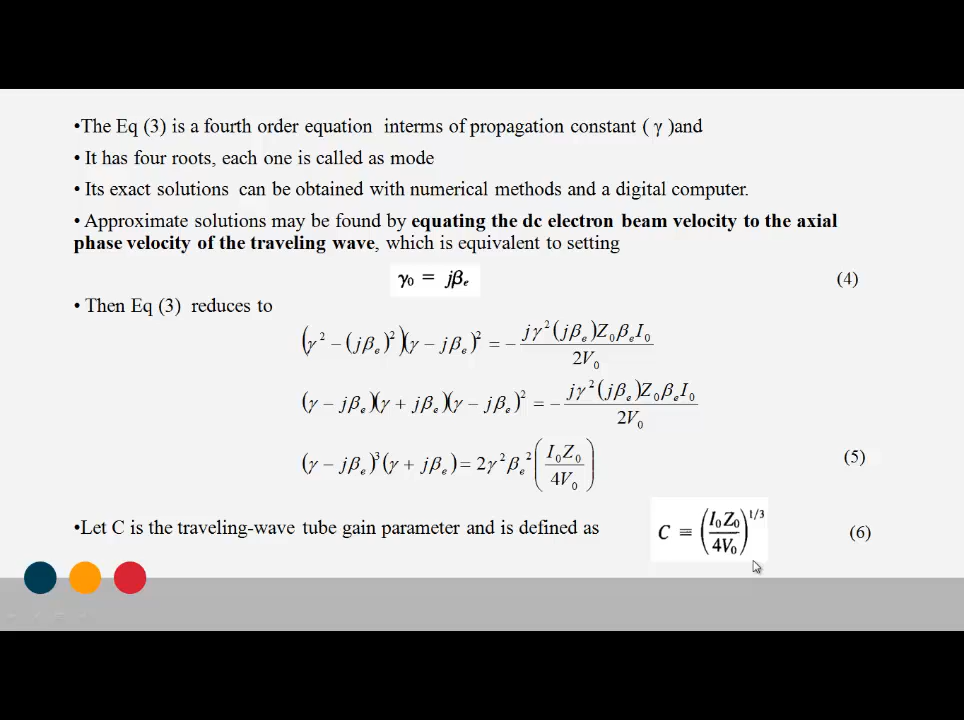 •The Eq (3) is a fourth order equation interms of propagation constant ( γ )and
• It has four roots, each one is called as mode
• Its exact solutions can be obtained with numerical methods and a digital computer.
• Approximate solutions may be found by equating the dc electron beam velocity to the axial
phase velocity of the traveling wave, which is equivalent to setting
γ₀ = jβₑ (4)
• Then Eq (3) reduces to
(γ² − (jβₑ)²)(γ − jβₑ)² = − jγ²(jβₑ)Z₀βₑI₀ / 2V₀
(γ − jβₑ)(γ + jβₑ)(γ − jβₑ)² = − jγ²(jβₑ)Z₀βₑI₀ / 2V₀
(γ − jβₑ)³(γ + jβₑ) = 2γ²βₑ²(I₀Z₀ / 4V₀) (5)
•Let C is the traveling-wave tube gain parameter and is defined as C ≡ (I₀Z₀ / 4V₀)^1/3 (6)